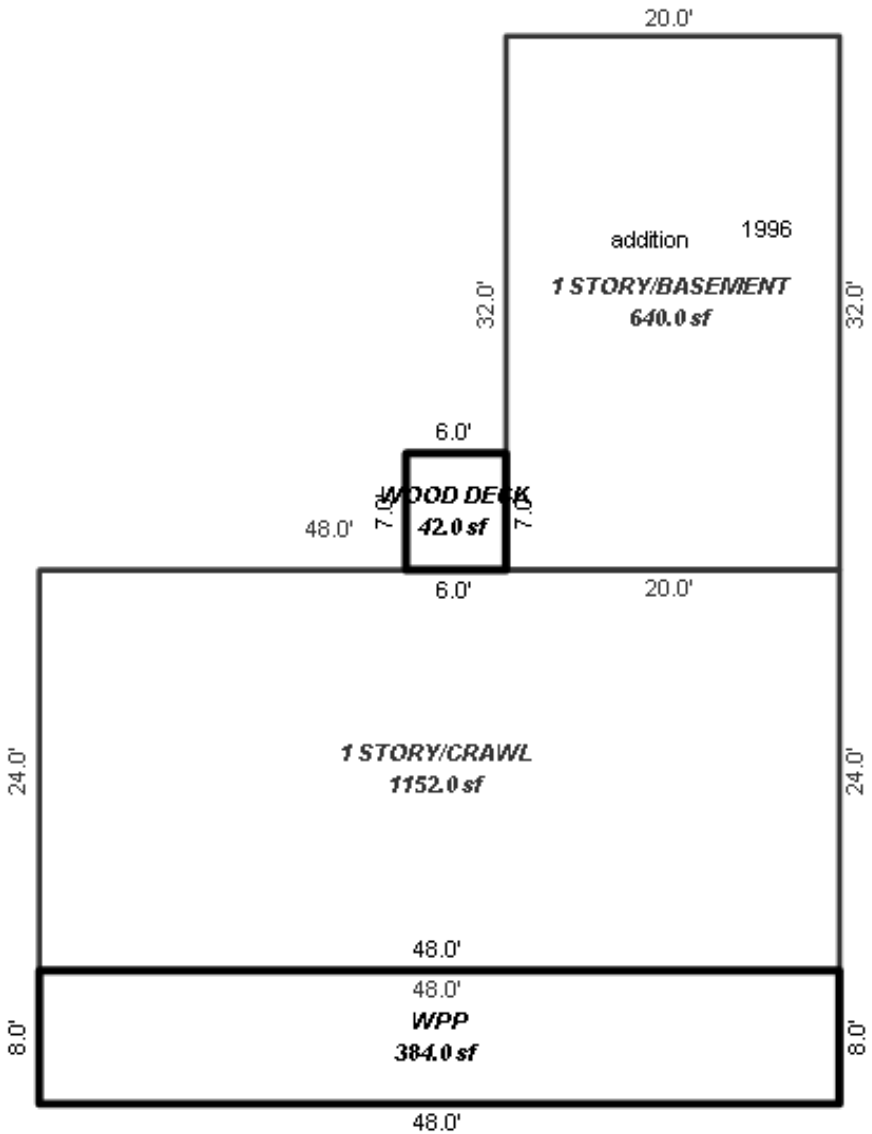 20.0'
addition 1996
1 STORY/BASEMENT
640.0 sf
32.0'
32.0'
6.0'
WOOD DECK
42.0 sf
7.0'
7.0'
48.0'
6.0'
20.0'
1 STORY/CRAWL
1152.0 sf
24.0'
24.0'
48.0'
48.0'
WPP
384.0 sf
8.0'
8.0'
48.0'